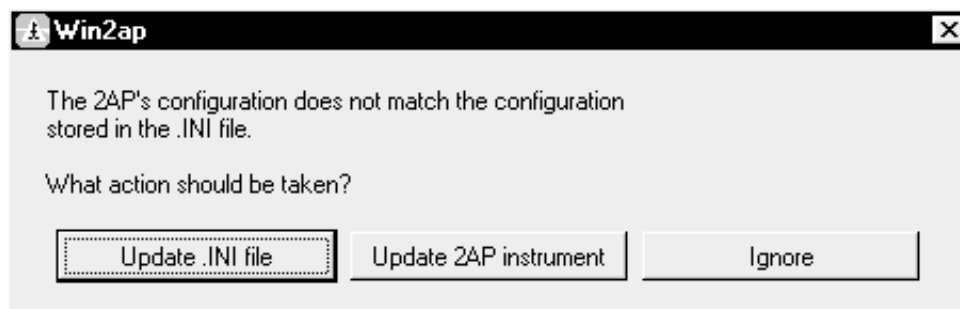 Win2ap
The 2AP's configuration does not match the configuration
stored in the .INI file.
What action should be taken?
Update .INI file
Update 2AP instrument
Ignore